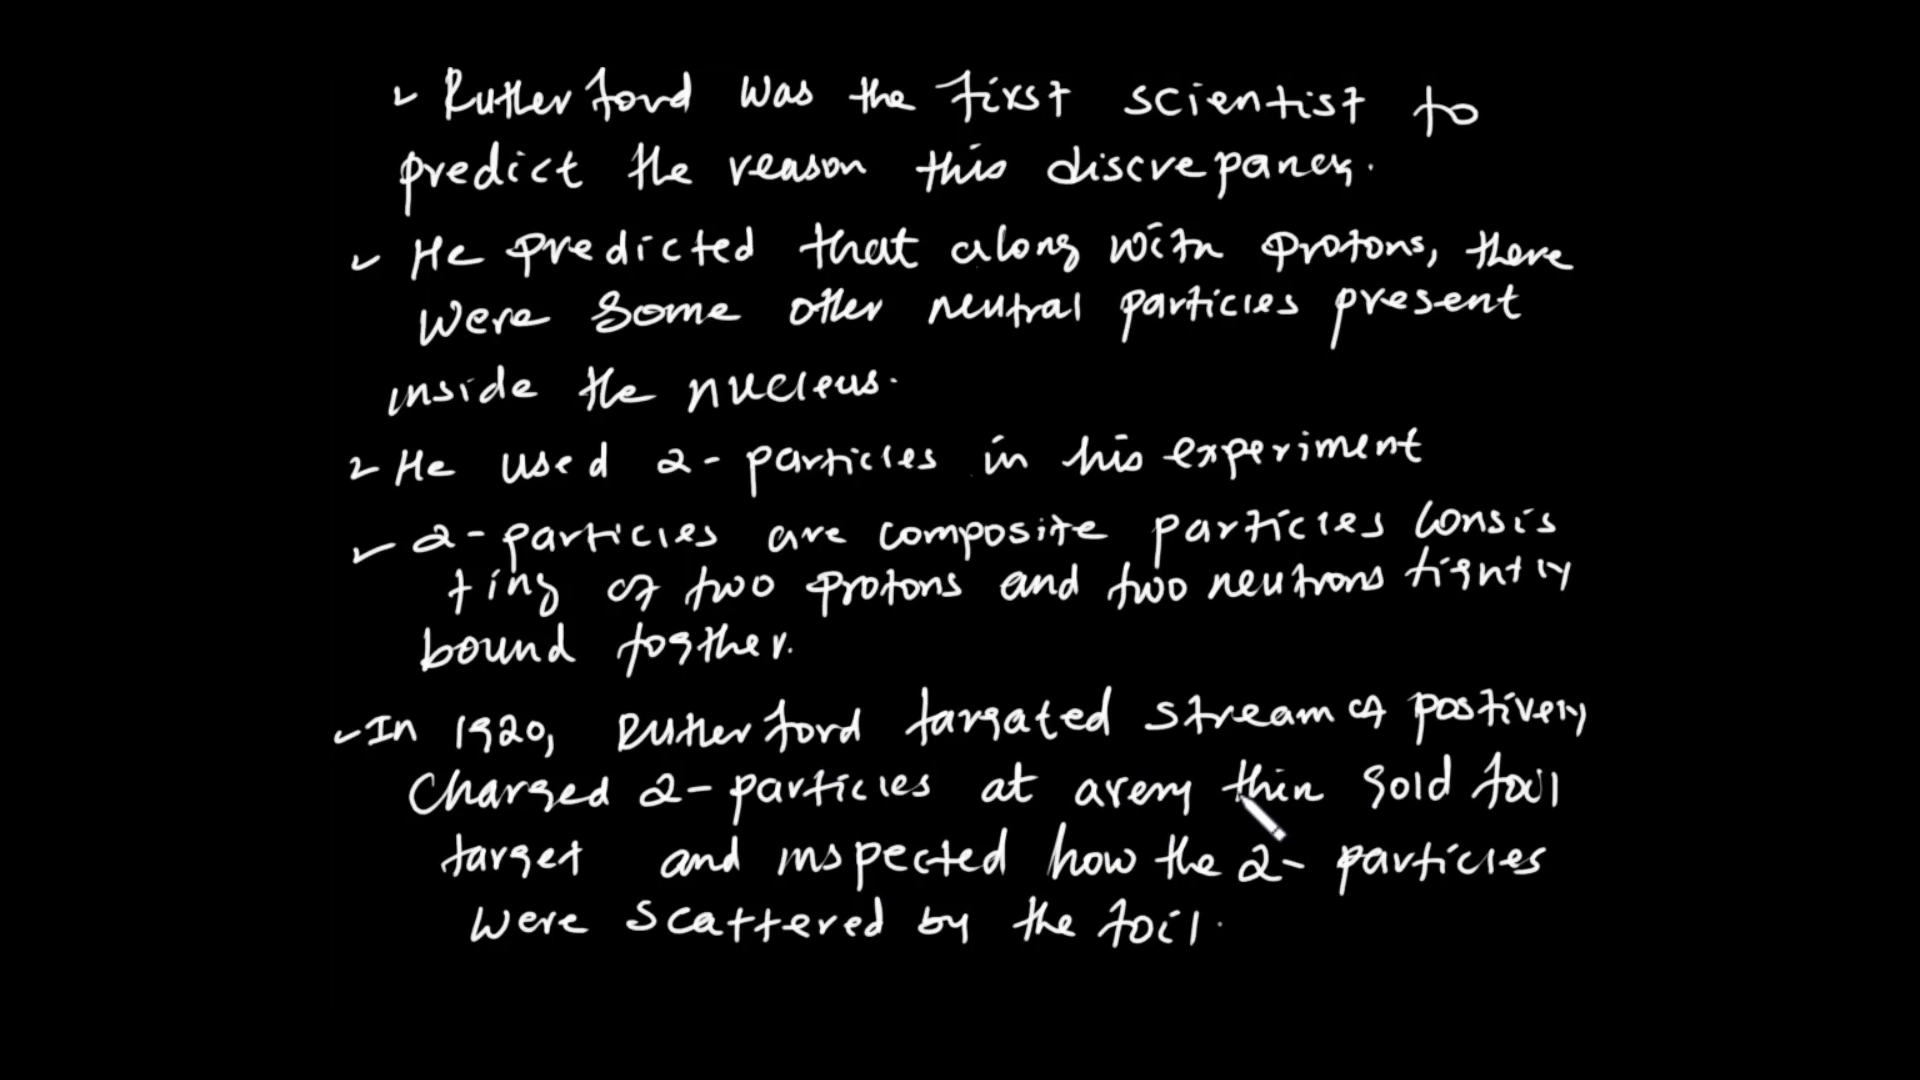 ✓ Rutherford was the first scientist to
predict the reason this discrepancy.
✓ He predicted that along with protons, there
were some other neutral particles present
inside the nucleus.
✓ He used α-particles in his experiment
✓ α-particles are composite particles consis
ting of two protons and two neutrons tightly
bound togther.
✓ In 1920, Rutherford targated stream of postively
charged α-particles at a very thin gold foil
target and inspected how the α- particles
were scattered by the foil.